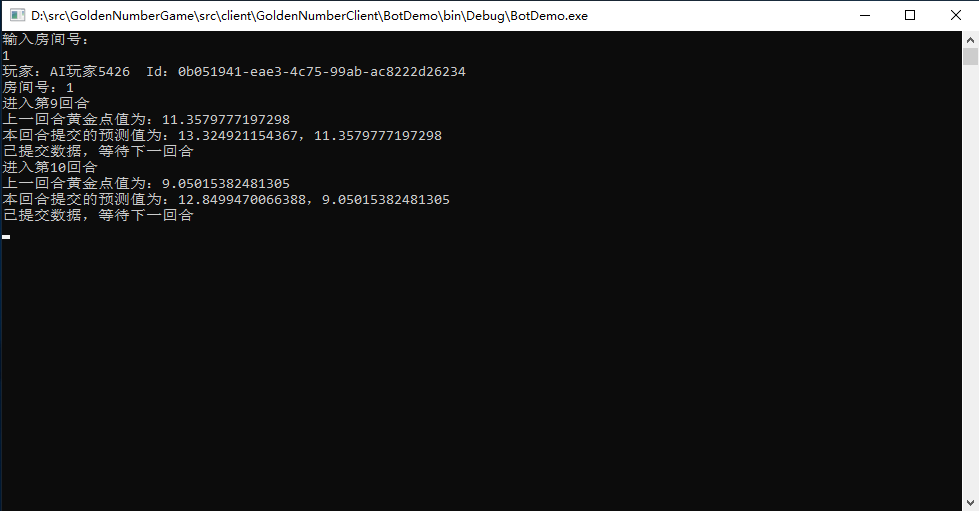 D:\src\GoldenNumberGame\src\client\GoldenNumberClient\BotDemo\bin\Debug\BotDemo.exe
输入房间号：
1
玩家：AI玩家5426  Id：0b051941-eae3-4c75-99ab-ac8222d26234
房间号：1
进入第9回合
上一回合黄金点值为：11.3579777197298
本回合提交的预测值为：13.324921154367，11.3579777197298
已提交数据，等待下一回合
进入第10回合
上一回合黄金点值为：9.05015382481305
本回合提交的预测值为：12.8499470066388，9.05015382481305
已提交数据，等待下一回合